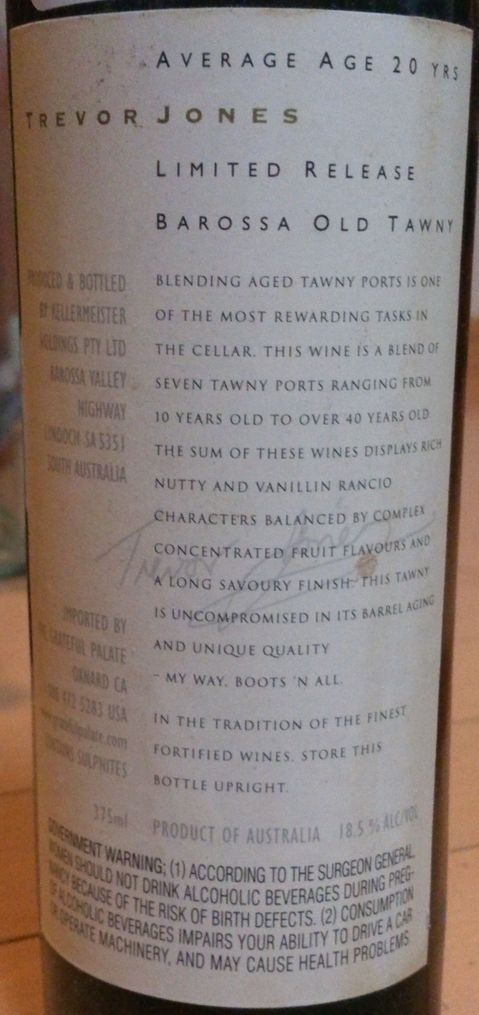 AVERAGE AGE 20 YRS
TREVOR JONES
LIMITED RELEASE
BAROSSA OLD TAWNY
PRODUCED & BOTTLED
BY KELLERMEISTER
HOLDINGS PTY LTD
BAROSSA VALLEY
HIGHWAY
LYNDOCH SA 5351
SOUTH AUSTRALIA
BLENDING AGED TAWNY PORTS IS ONE
OF THE MOST REWARDING TASKS IN
THE CELLAR. THIS WINE IS A BLEND OF
SEVEN TAWNY PORTS RANGING FROM
10 YEARS OLD TO OVER 40 YEARS OLD
THE SUM OF THESE WINES DISPLAYS RICH
NUTTY AND VANILLIN RANCIO
CHARACTERS BALANCED BY COMPLEX
CONCENTRATED FRUIT FLAVOURS AND
A LONG SAVOURY FINISH. THIS TAWNY
IS UNCOMPROMISED IN ITS BARREL AGING
AND UNIQUE QUALITY
- MY WAY, BOOTS 'N ALL.
Trevor Jones
IMPORTED BY
THE GRATEFUL PALATE
OXNARD CA
472 5283 USA
www.gratefulpalate.com
CONTAINS SULPHITES
IN THE TRADITION OF THE FINEST
FORTIFIED WINES. STORE THIS
BOTTLE UPRIGHT.
375ml PRODUCT OF AUSTRALIA 18.5 % ALC/VOL
GOVERNMENT WARNING; (1) ACCORDING TO THE SURGEON GENERAL
WOMEN SHOULD NOT DRINK ALCOHOLIC BEVERAGES DURING PREG-
NANCY BECAUSE OF THE RISK OF BIRTH DEFECTS. (2) CONSUMPTION
OF ALCOHOLIC BEVERAGES IMPAIRS YOUR ABILITY TO DRIVE A CAR
OR OPERATE MACHINERY, AND MAY CAUSE HEALTH PROBLEMS